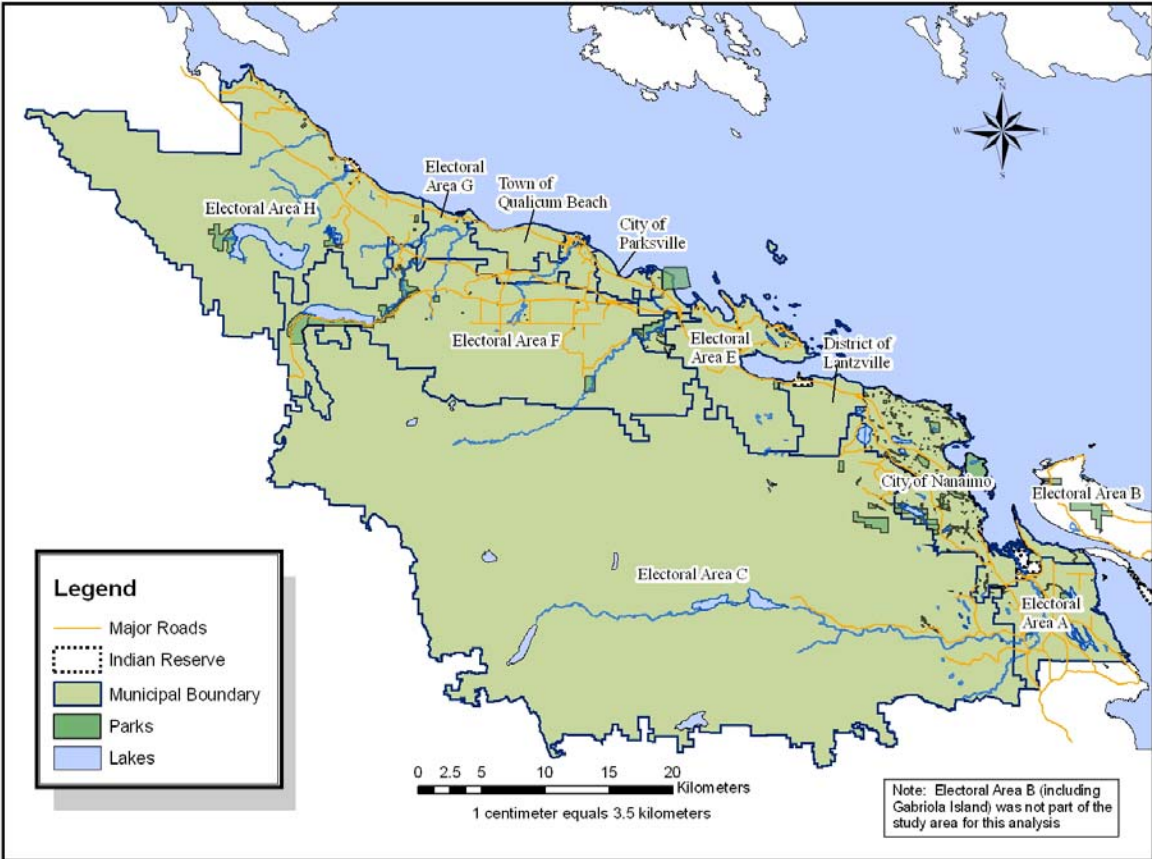 N
W
E
S
Electoral
Area G
Town of
Qualicum Beach
Electoral Area H
City of
Parksville
Electoral Area F
Electoral
Area E
District of
Lantzville
City of Nanaimo
Electoral Area B
Electoral Area C
Electoral
Area A
Legend
Major Roads
Indian Reserve
Municipal Boundary
Parks
Lakes
0 2.5 5 10 15 20
Kilometers
1 centimeter equals 3.5 kilometers
Note: Electoral Area B (including
Gabriola Island) was not part of the
study area for this analysis